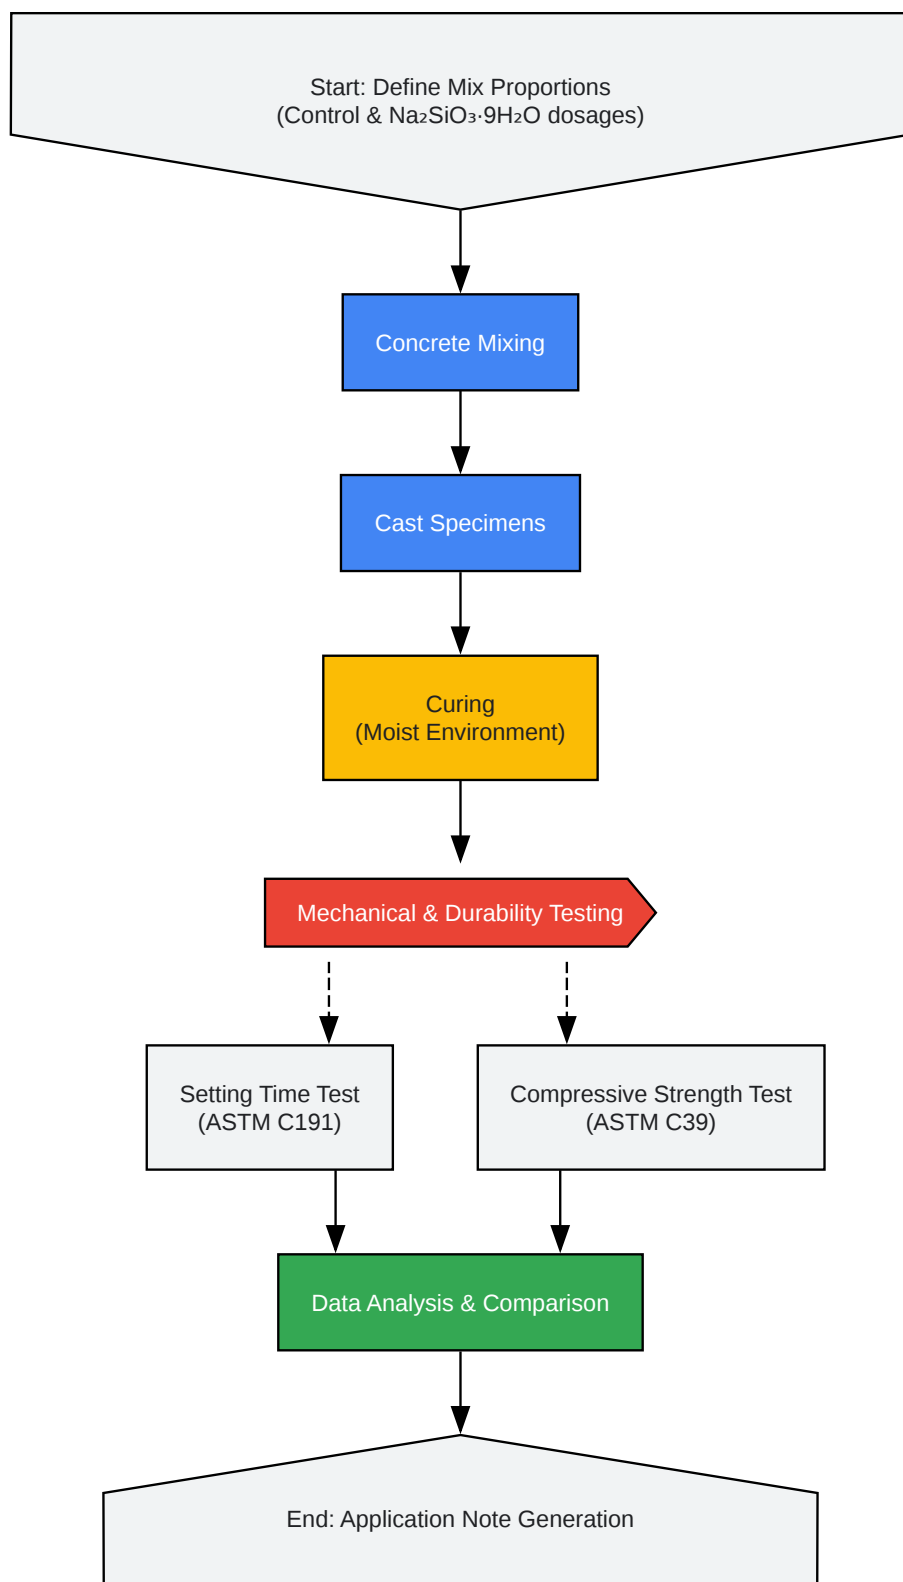 Start: Define Mix Proportions
(Control & Na₂SiO₃·9H₂O dosages)
Concrete Mixing
Cast Specimens
Curing
(Moist Environment)
Mechanical & Durability Testing
Setting Time Test
(ASTM C191)
Compressive Strength Test
(ASTM C39)
Data Analysis & Comparison
End: Application Note Generation